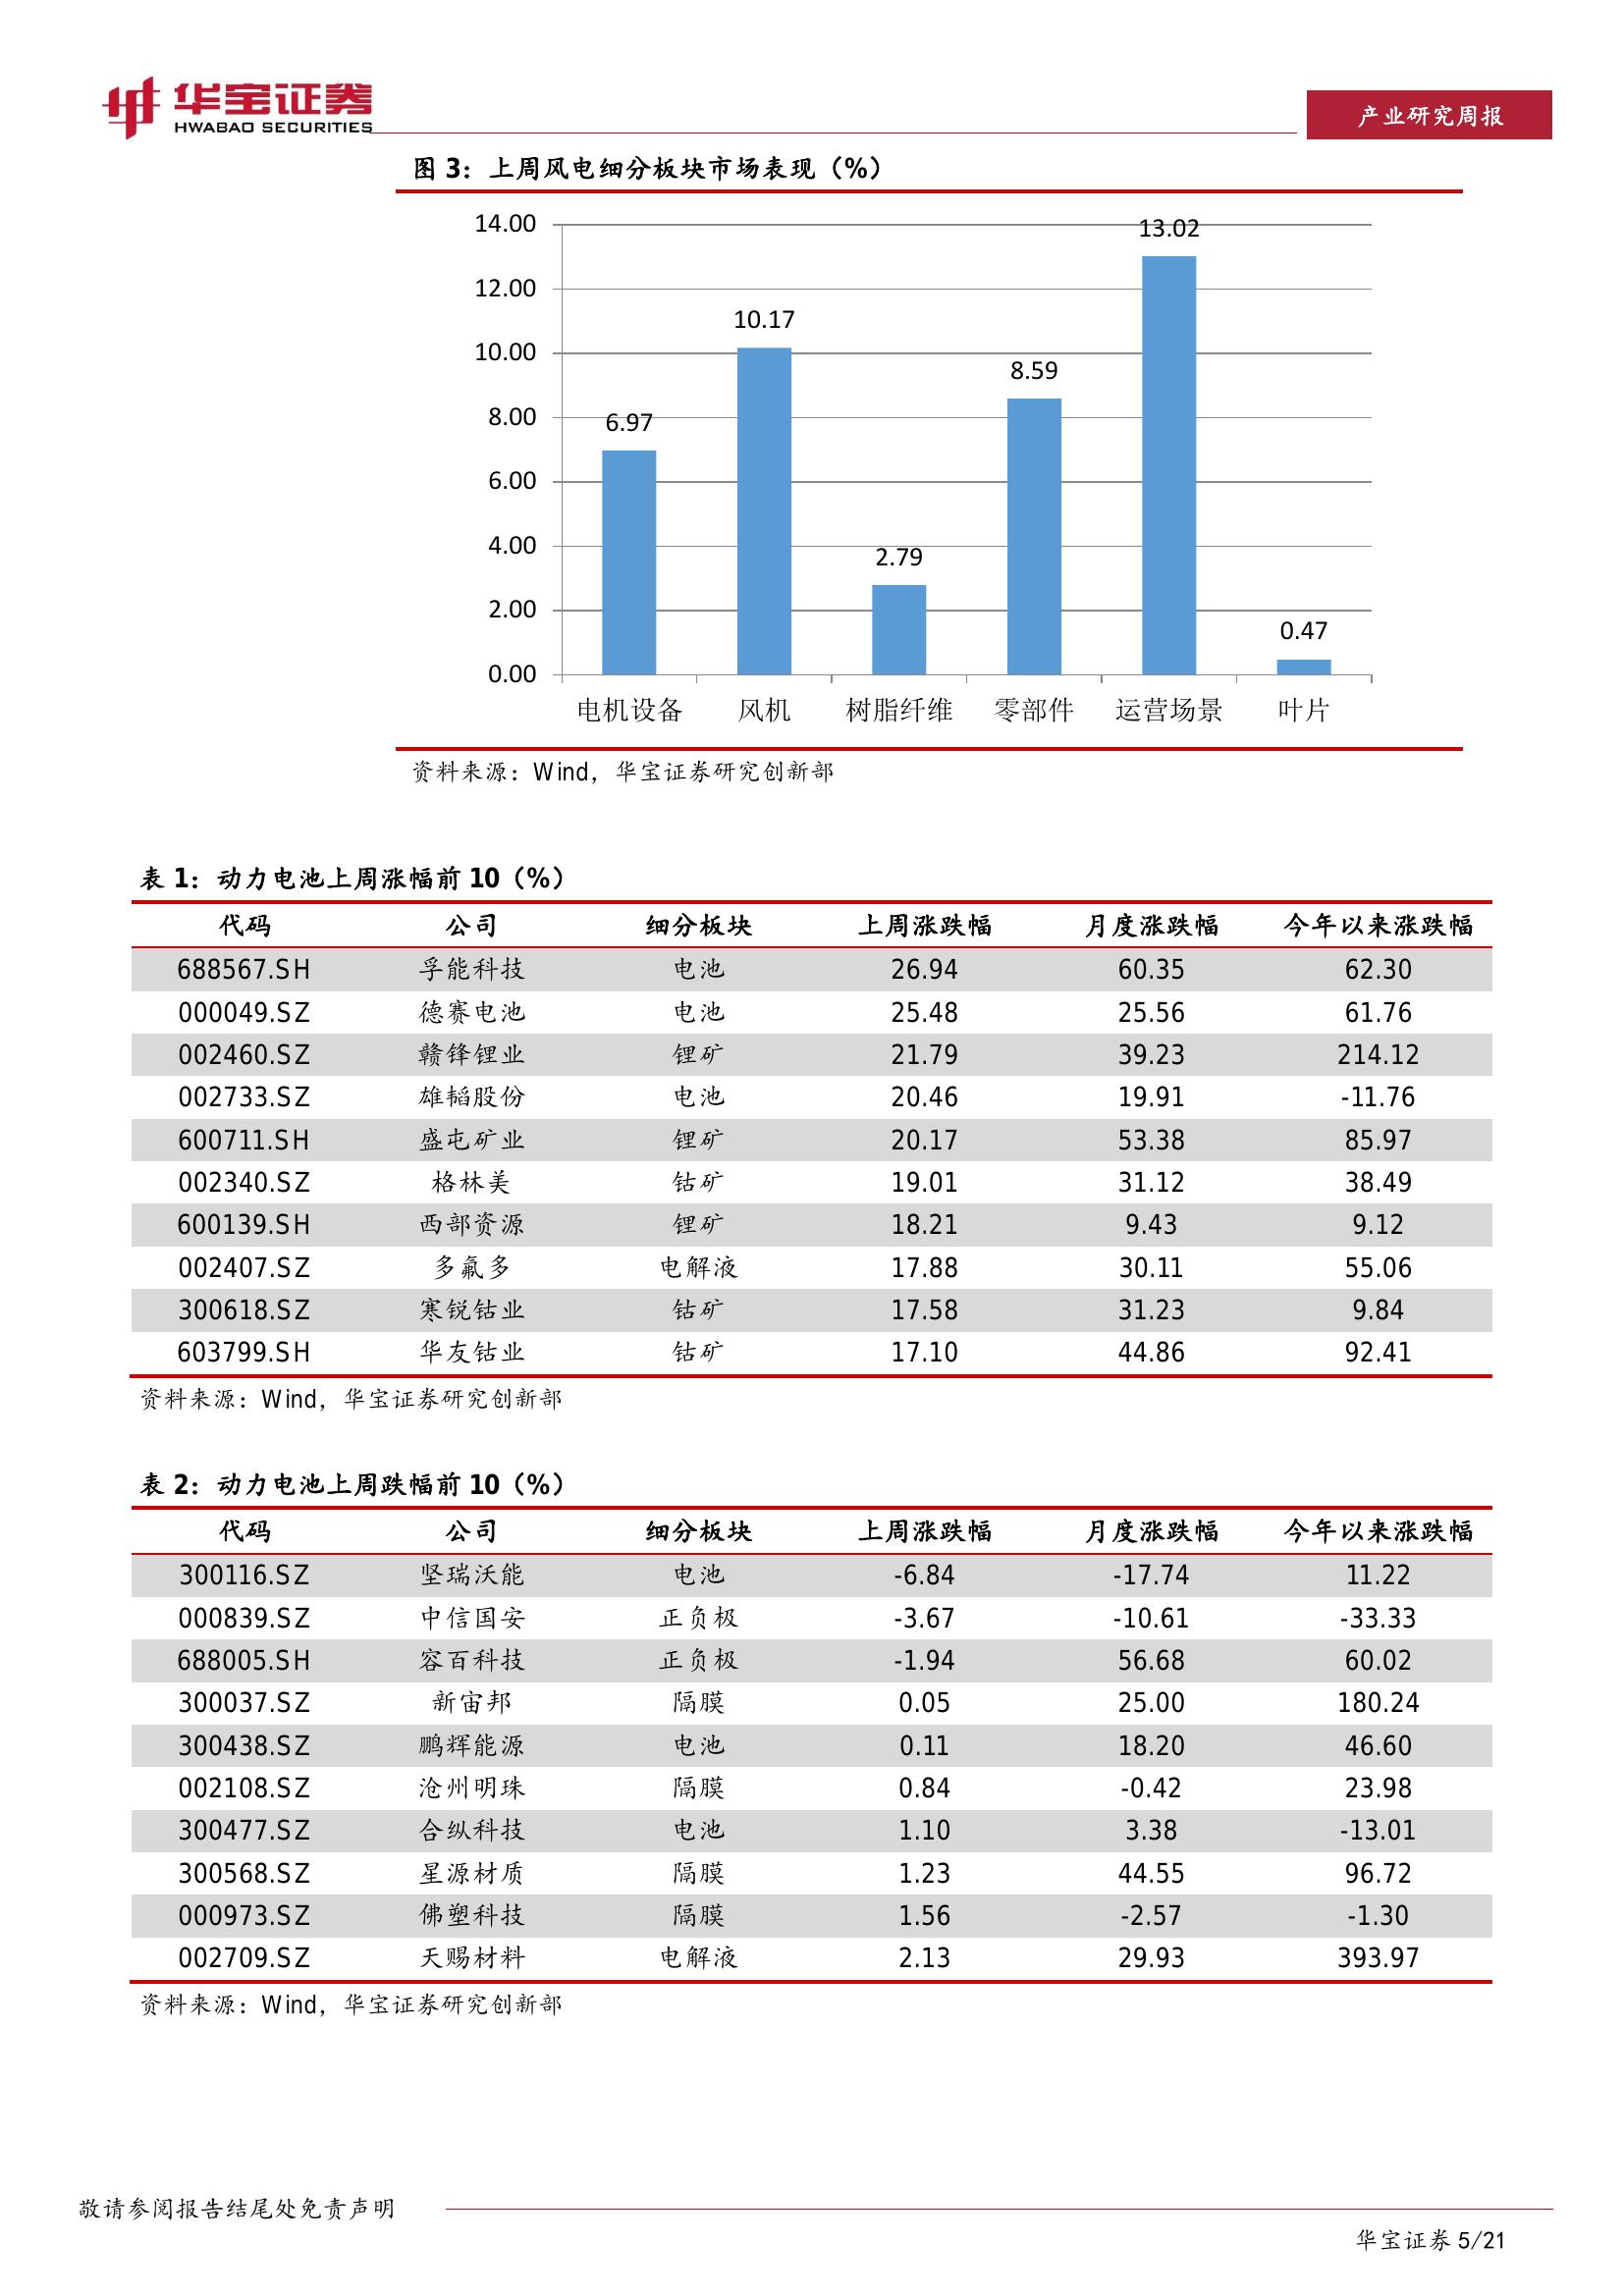 华宝证券
HWABAO SECURITIES
产业研究周报
图 3：上周风电细分板块市场表现（%）
14.00
12.00
10.00
8.00
6.00
4.00
2.00
0.00
6.97
10.17
2.79
8.59
13.02
0.47
电机设备 风机 树脂纤维 零部件 运营场景 叶片
资料来源：Wind，华宝证券研究创新部
表 1：动力电池上周涨幅前 10（%）
代码 公司 细分板块 上周涨跌幅 月度涨跌幅 今年以来涨跌幅
688567.SH 孚能科技 电池 26.94 60.35 62.30
000049.SZ 德赛电池 电池 25.48 25.56 61.76
002460.SZ 赣锋锂业 锂矿 21.79 39.23 214.12
002733.SZ 雄韬股份 电池 20.46 19.91 -11.76
600711.SH 盛屯矿业 锂矿 20.17 53.38 85.97
002340.SZ 格林美 钴矿 19.01 31.12 38.49
600139.SH 西部资源 锂矿 18.21 9.43 9.12
002407.SZ 多氟多 电解液 17.88 30.11 55.06
300618.SZ 寒锐钴业 钴矿 17.58 31.23 9.84
603799.SH 华友钴业 钴矿 17.10 44.86 92.41
资料来源：Wind，华宝证券研究创新部
表 2：动力电池上周跌幅前 10（%）
代码 公司 细分板块 上周涨跌幅 月度涨跌幅 今年以来涨跌幅
300116.SZ 坚瑞沃能 电池 -6.84 -17.74 11.22
000839.SZ 中信国安 正负极 -3.67 -10.61 -33.33
688005.SH 容百科技 正负极 -1.94 56.68 60.02
300037.SZ 新宙邦 隔膜 0.05 25.00 180.24
300438.SZ 鹏辉能源 电池 0.11 18.20 46.60
002108.SZ 沧州明珠 隔膜 0.84 -0.42 23.98
300477.SZ 合纵科技 电池 1.10 3.38 -13.01
300568.SZ 星源材质 隔膜 1.23 44.55 96.72
000973.SZ 佛塑科技 隔膜 1.56 -2.57 -1.30
002709.SZ 天赐材料 电解液 2.13 29.93 393.97
资料来源：Wind，华宝证券研究创新部
敬请参阅报告结尾处免责声明
华宝证券 5/21